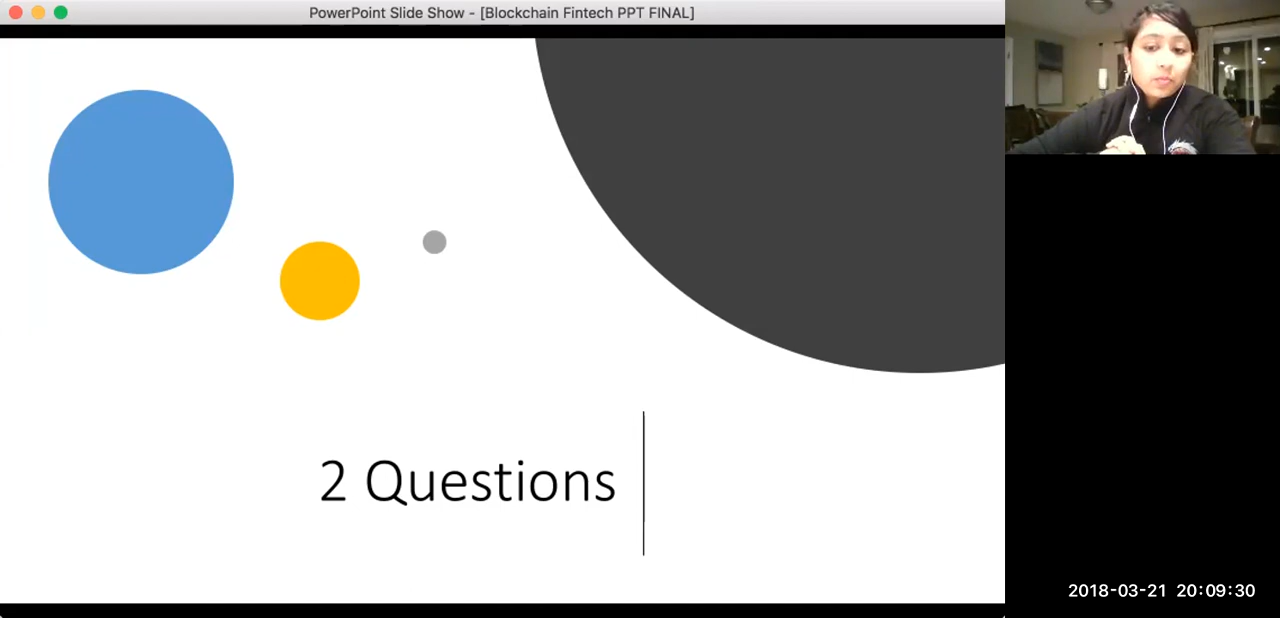 PowerPoint Slide Show - [Blockchain Fintech PPT FINAL]
2 Questions
2018-03-21 20:09:30